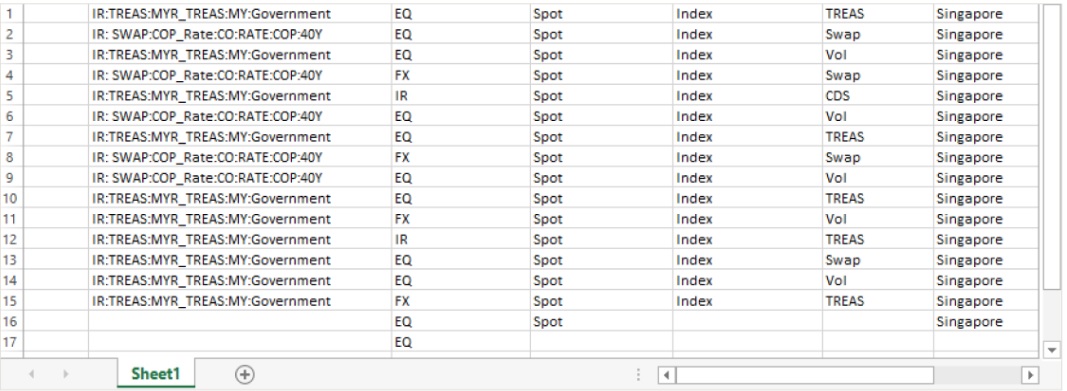 1 IR:TREAS:MYR_TREAS:MY:Government EQ Spot Index TREAS Singapore
2 IR: SWAP:COP_Rate:CO:RATE:COP:40Y EQ Spot Index Swap Singapore
3 IR:TREAS:MYR_TREAS:MY:Government EQ Spot Index Vol Singapore
4 IR: SWAP:COP_Rate:CO:RATE:COP:40Y FX Spot Index Swap Singapore
5 IR:TREAS:MYR_TREAS:MY:Government IR Spot Index CDS Singapore
6 IR: SWAP:COP_Rate:CO:RATE:COP:40Y EQ Spot Index Vol Singapore
7 IR:TREAS:MYR_TREAS:MY:Government EQ Spot Index TREAS Singapore
8 IR: SWAP:COP_Rate:CO:RATE:COP:40Y FX Spot Index Swap Singapore
9 IR: SWAP:COP_Rate:CO:RATE:COP:40Y EQ Spot Index Vol Singapore
10 IR:TREAS:MYR_TREAS:MY:Government EQ Spot Index TREAS Singapore
11 IR:TREAS:MYR_TREAS:MY:Government FX Spot Index Vol Singapore
12 IR:TREAS:MYR_TREAS:MY:Government IR Spot Index TREAS Singapore
13 IR:TREAS:MYR_TREAS:MY:Government EQ Spot Index Swap Singapore
14 IR:TREAS:MYR_TREAS:MY:Government EQ Spot Index Vol Singapore
15 IR:TREAS:MYR_TREAS:MY:Government FX Spot Index TREAS Singapore
16 EQ Spot Singapore
17 EQ
Sheet1